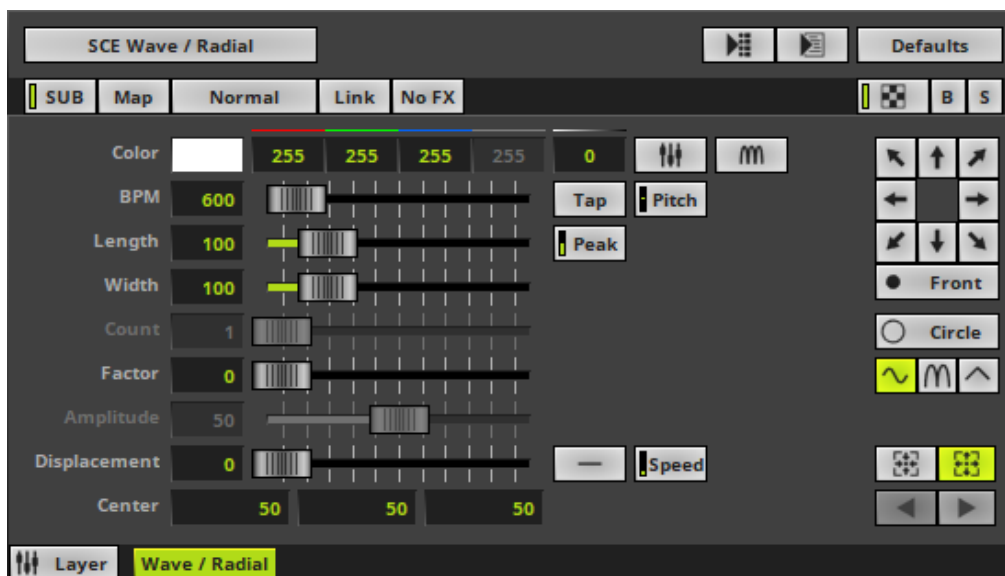 SCE Wave / Radial Defaults
SUB Map Normal Link No FX B S
Color 255 255 255 255 0
BPM 600 Tap Pitch
Length 100 Peak
Width 100 Front
Count 1 Circle
Factor 0
Amplitude 50
Displacement 0 Speed
Center 50 50 50
Layer Wave / Radial